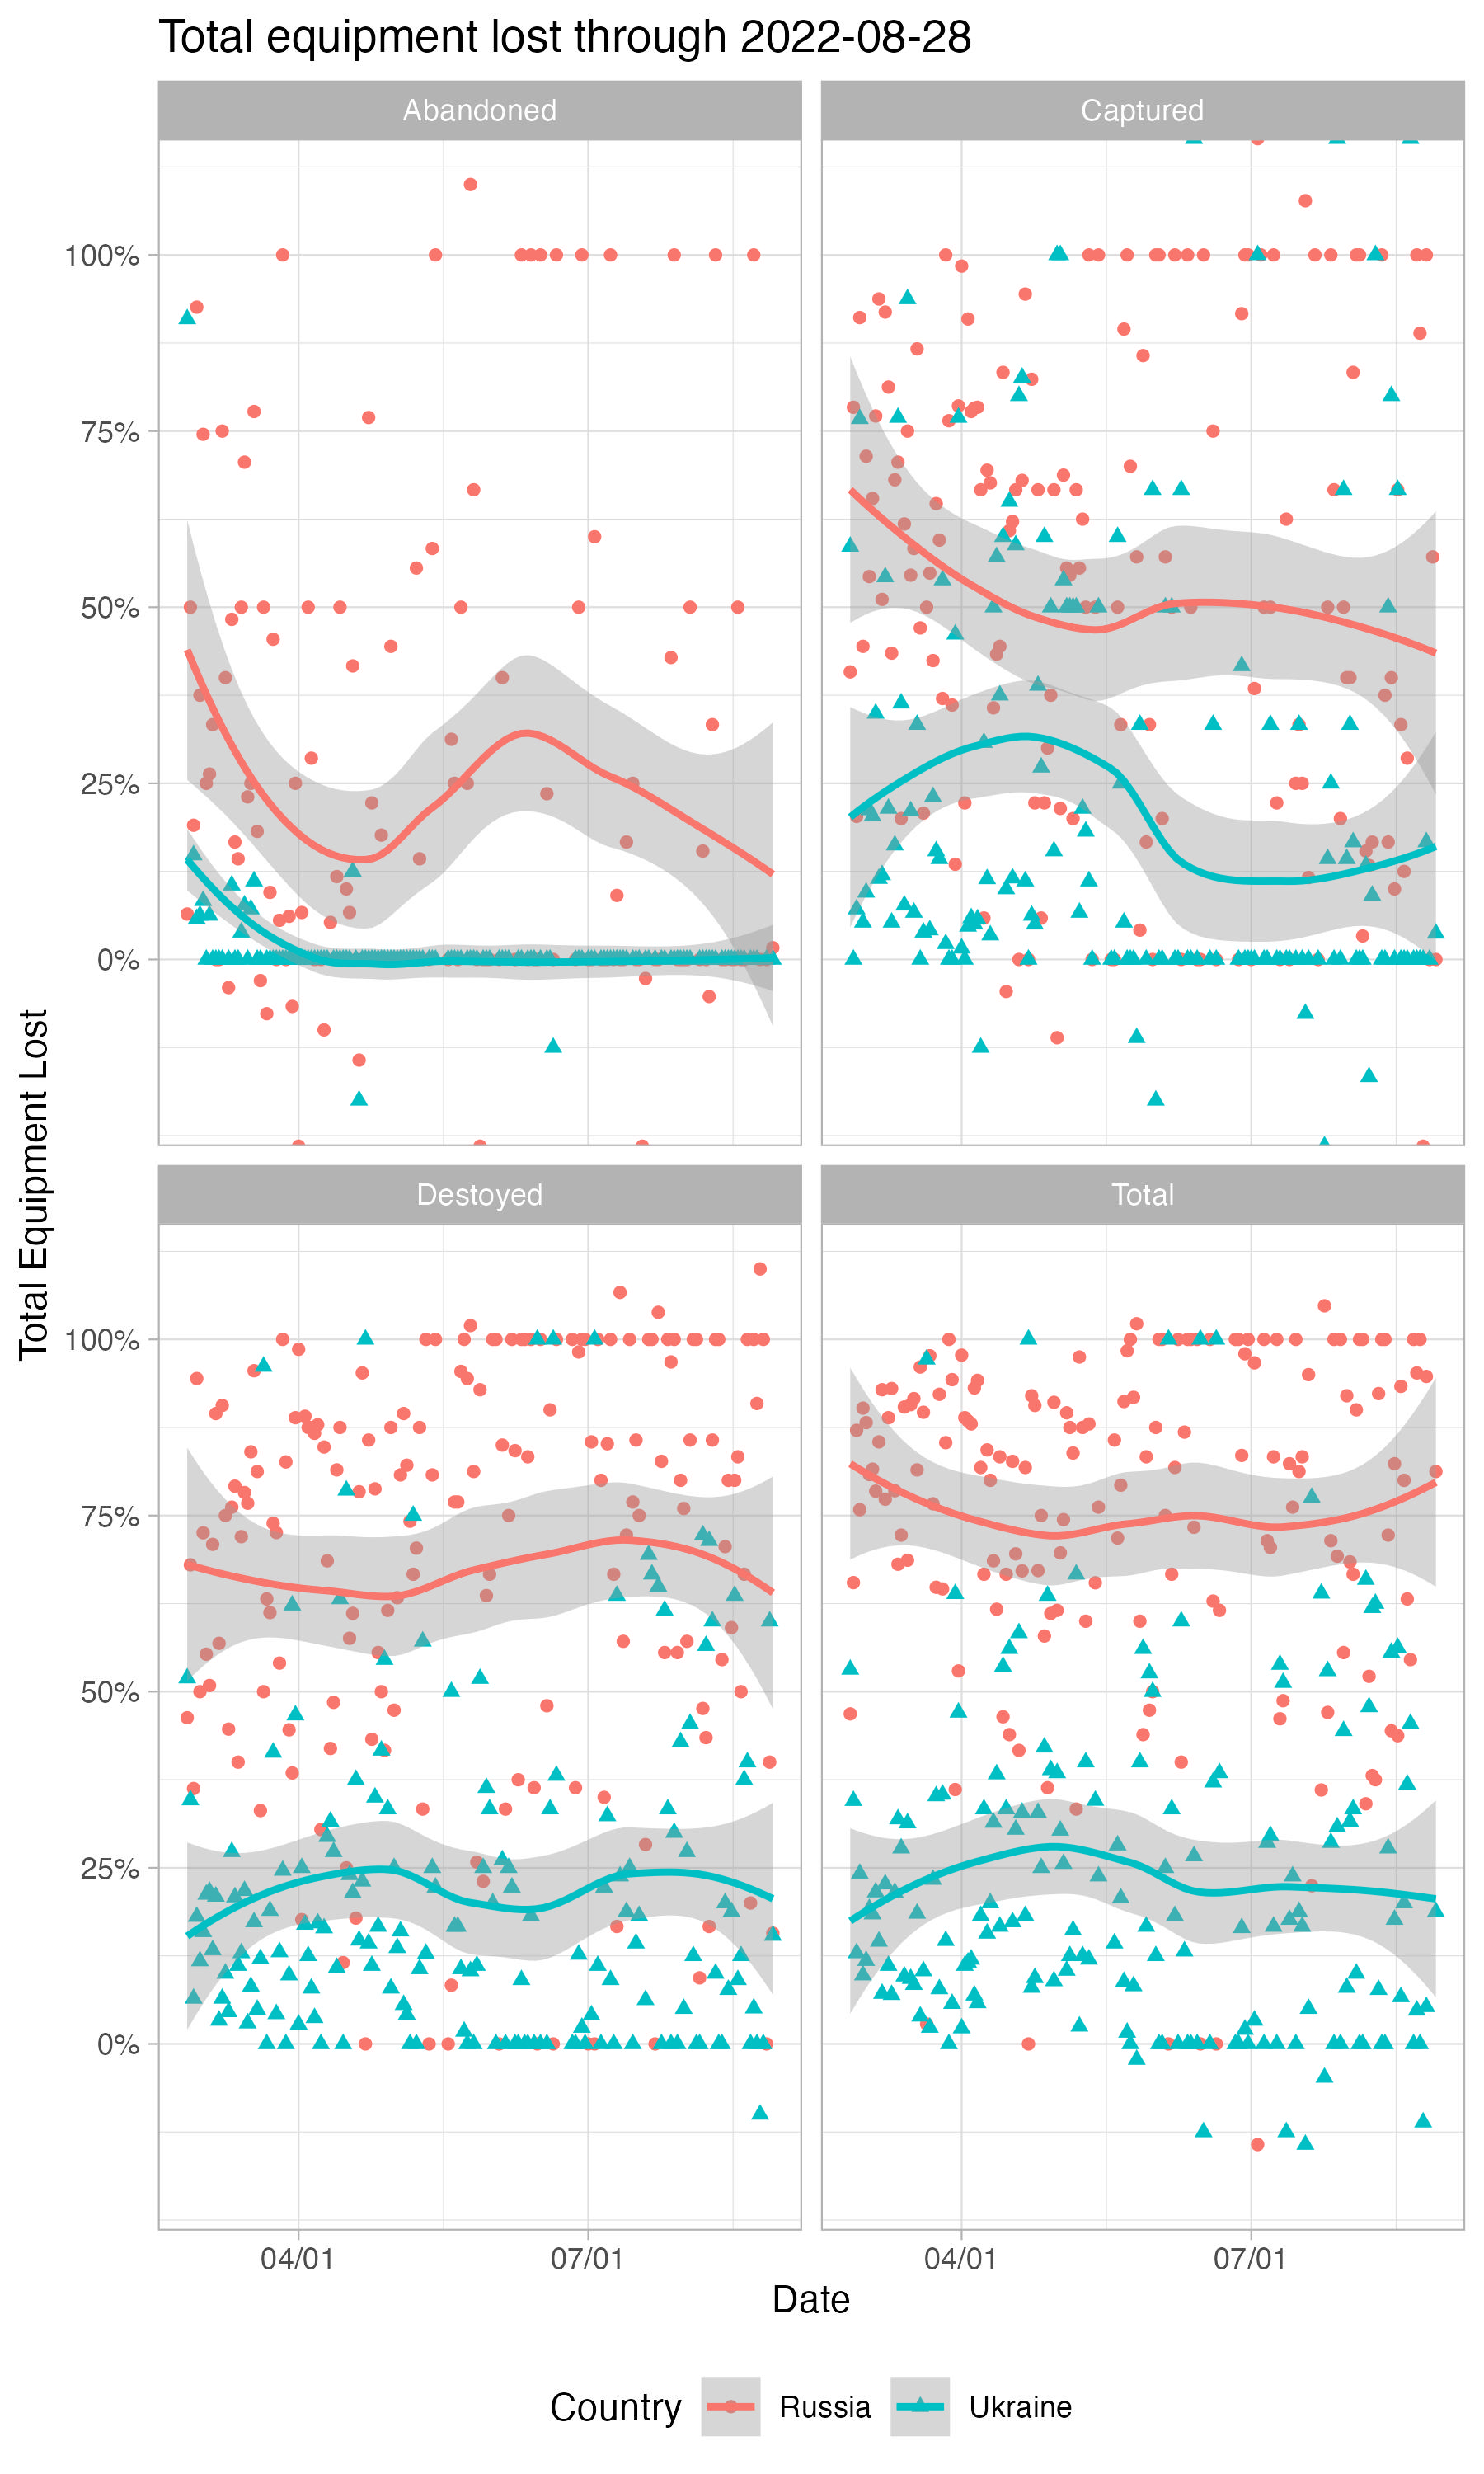 Total equipment lost through 2022-08-28
Abandoned
Captured
100%
75%
50%
25%
0%
Destoyed
Total
100%
75%
50%
25%
0%
Total Equipment Lost
04/01
07/01
04/01
07/01
Date
Country
Russia
Ukraine